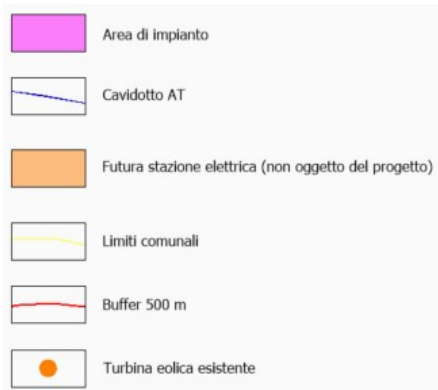 Area di impianto
Cavidotto AT
Futura stazione elettrica (non oggetto del progetto)
Limiti comunali
Buffer 500 m
Turbina eolica esistente